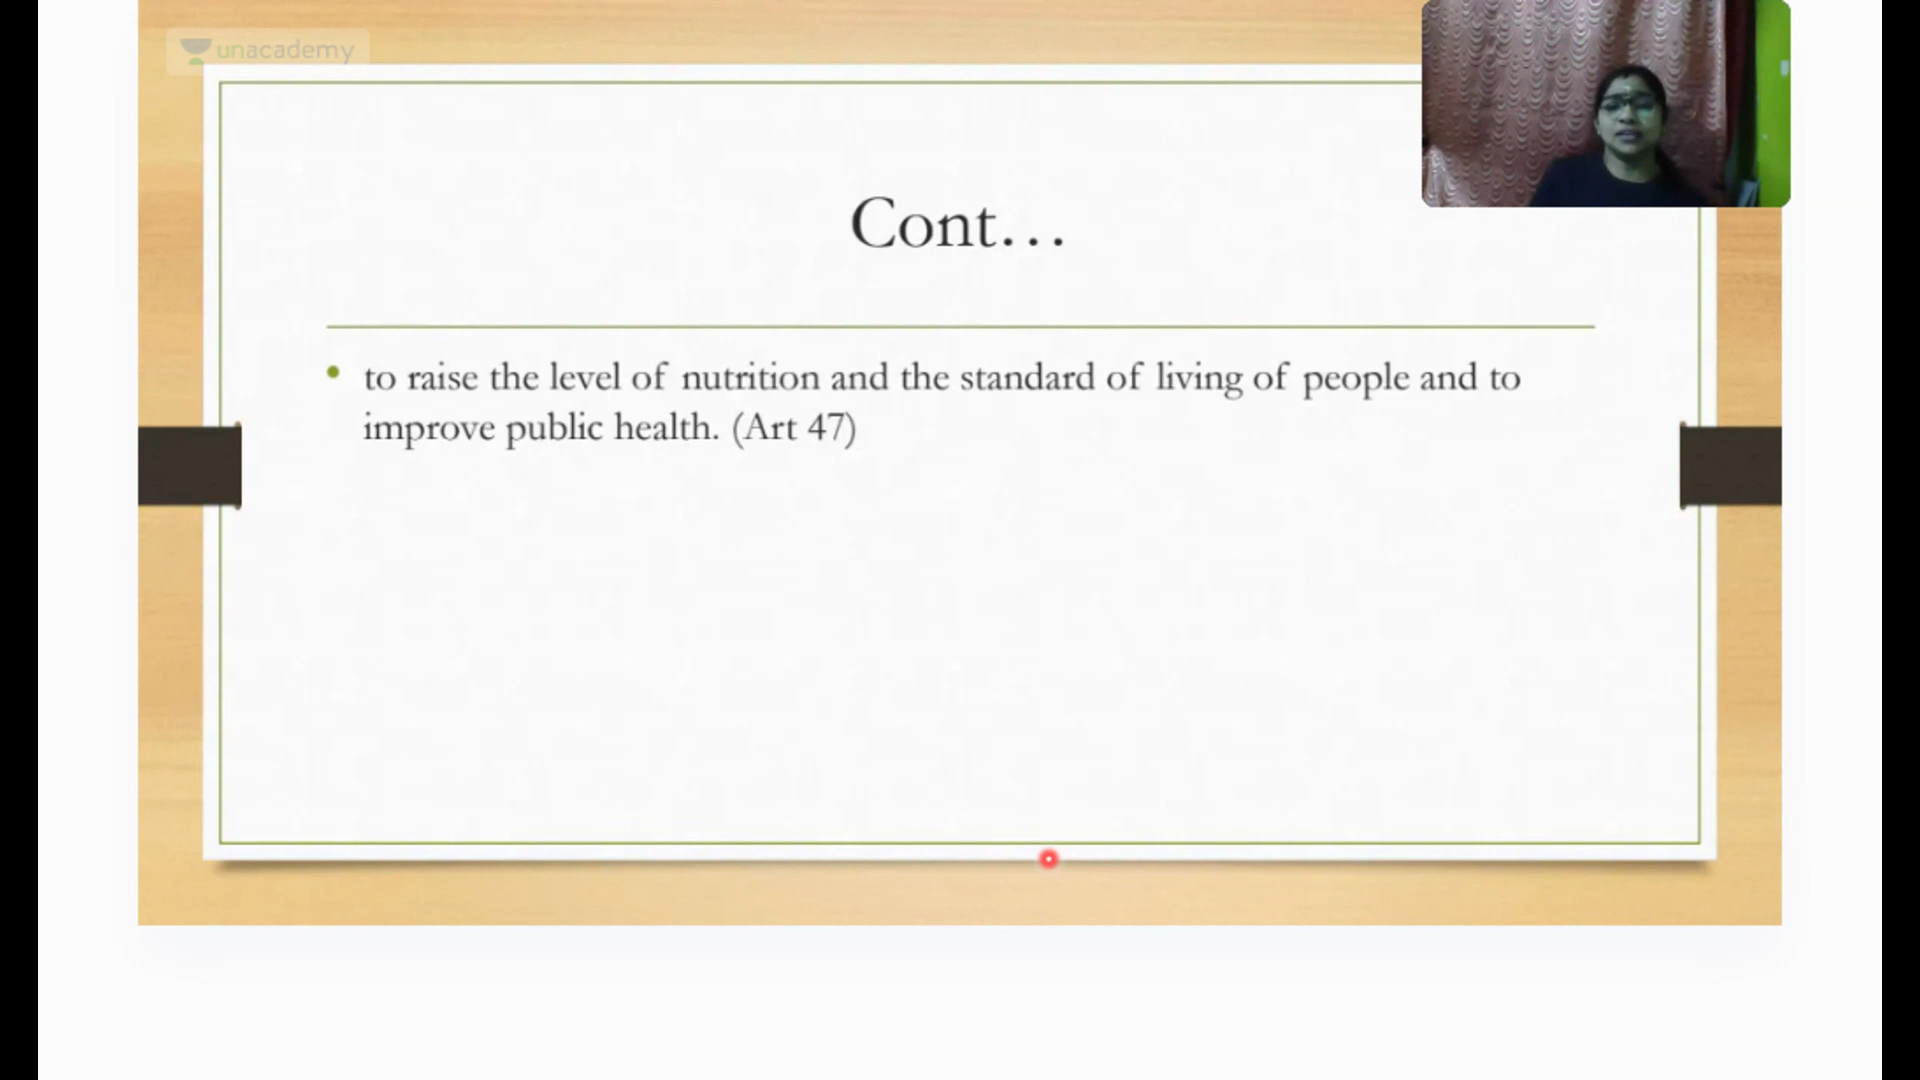 unacademy
Cont...
• to raise the level of nutrition and the standard of living of people and to
improve public health. (Art 47)